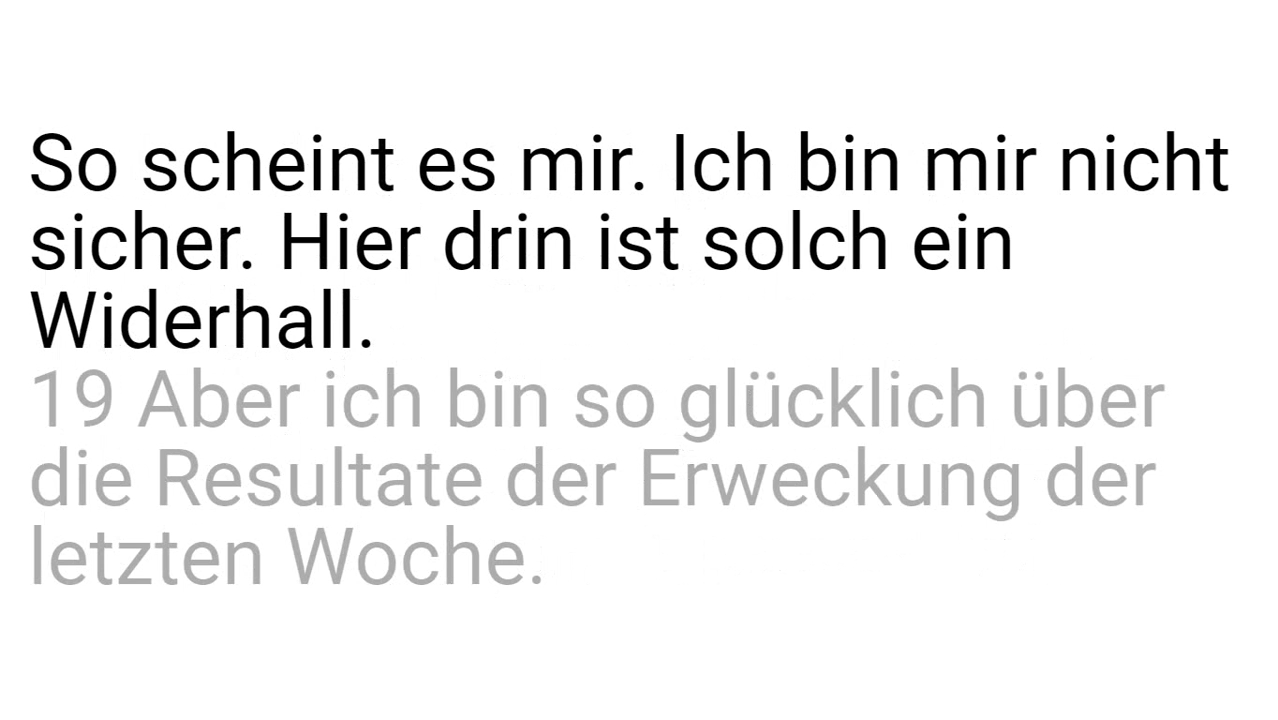 So scheint es mir. Ich bin mir nicht
sicher. Hier drin ist solch ein
Widerhall.
19 Aber ich bin so glücklich über
die Resultate der Erweckung der
letzten Woche.